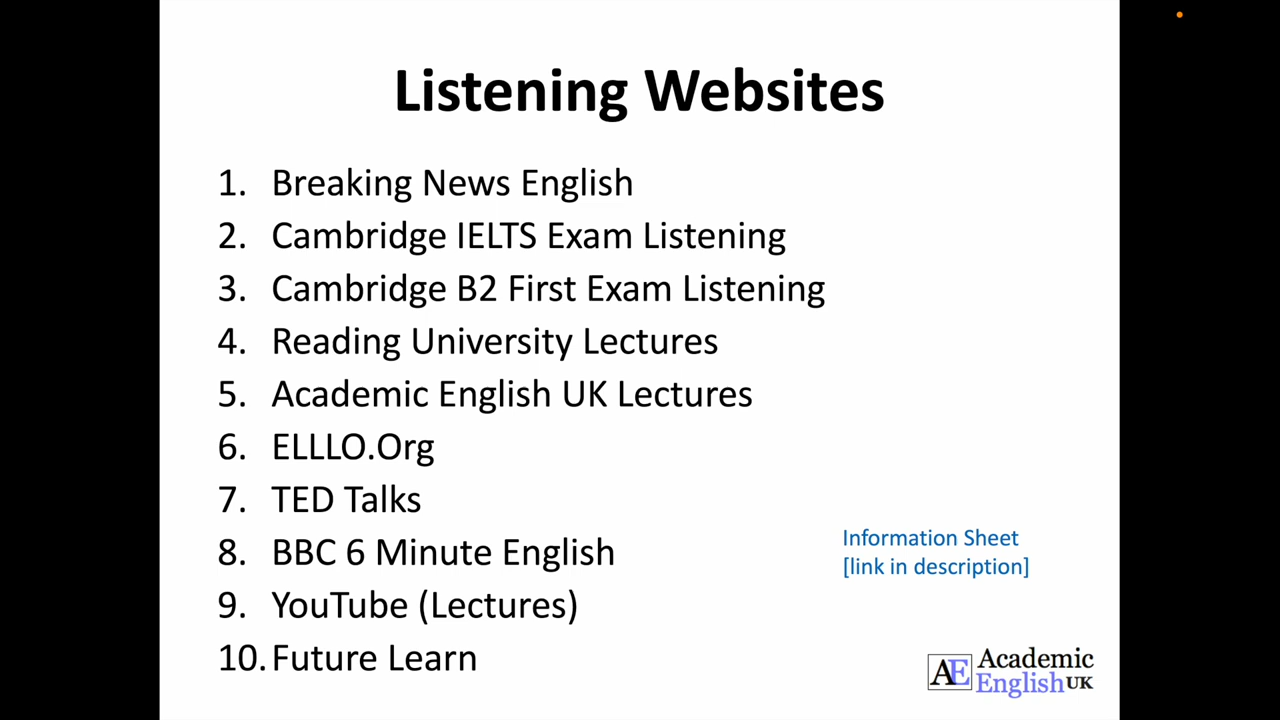 Listening Websites
1. Breaking News English
2. Cambridge IELTS Exam Listening
3. Cambridge B2 First Exam Listening
4. Reading University Lectures
5. Academic English UK Lectures
6. ELLLO.Org
7. TED Talks
8. BBC 6 Minute English
9. YouTube (Lectures)
10. Future Learn
Information Sheet
[link in description]
AE Academic
English UK